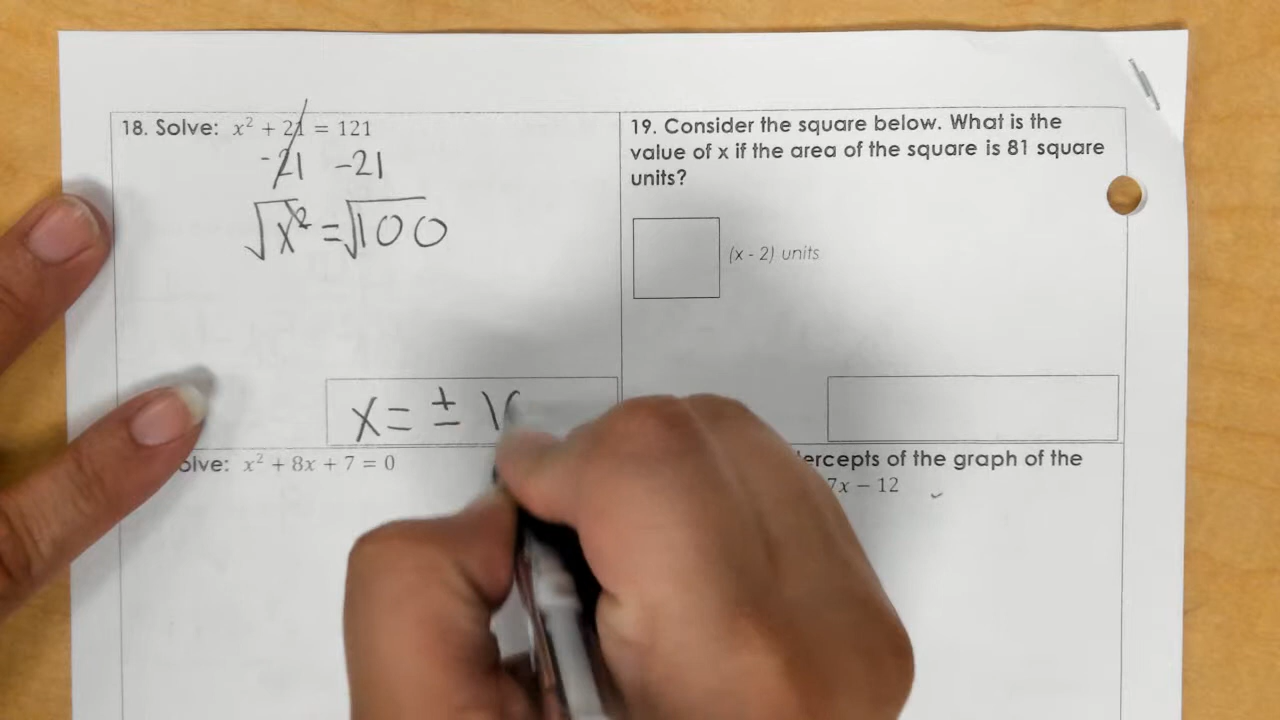 18. Solve: x² + 21 = 121
-21 -21
√x² = √100
x = ±
19. Consider the square below. What is the
value of x if the area of the square is 81 square
units?
(x - 2) units
olve: x² + 8x + 7 = 0
ercepts of the graph of the
7x − 12